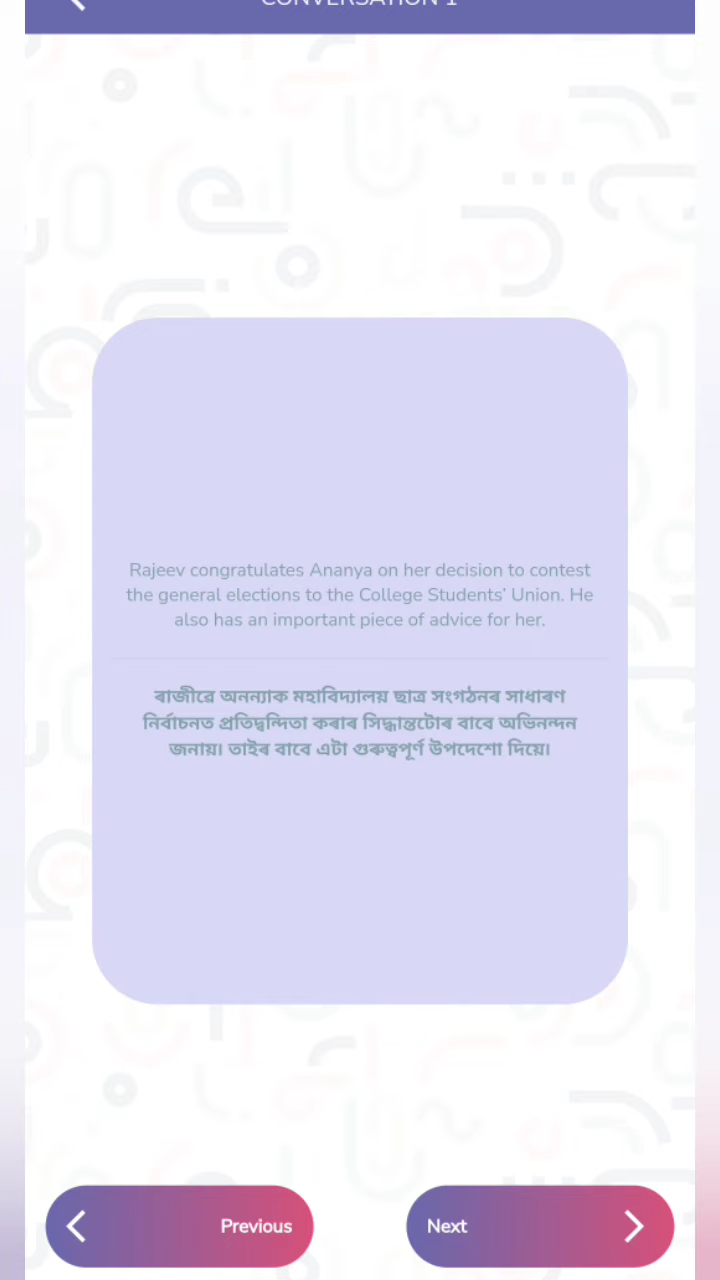 CONVERSATION 1
Rajeev congratulates Ananya on her decision to contest
the general elections to the College Students' Union. He
also has an important piece of advice for her.
ৰাজীৱে অনন্যাক মহাবিদ্যালয় ছাত্ৰ সংগঠনৰ সাধাৰণ
নিৰ্বাচনত প্ৰতিদ্বন্দিতা কৰাৰ সিদ্ধান্তটোৰ বাবে অভিনন্দন
জনায়। তাইৰ বাবে এটা গুৰুত্বপূৰ্ণ উপদেশো দিয়ে।
Previous
Next